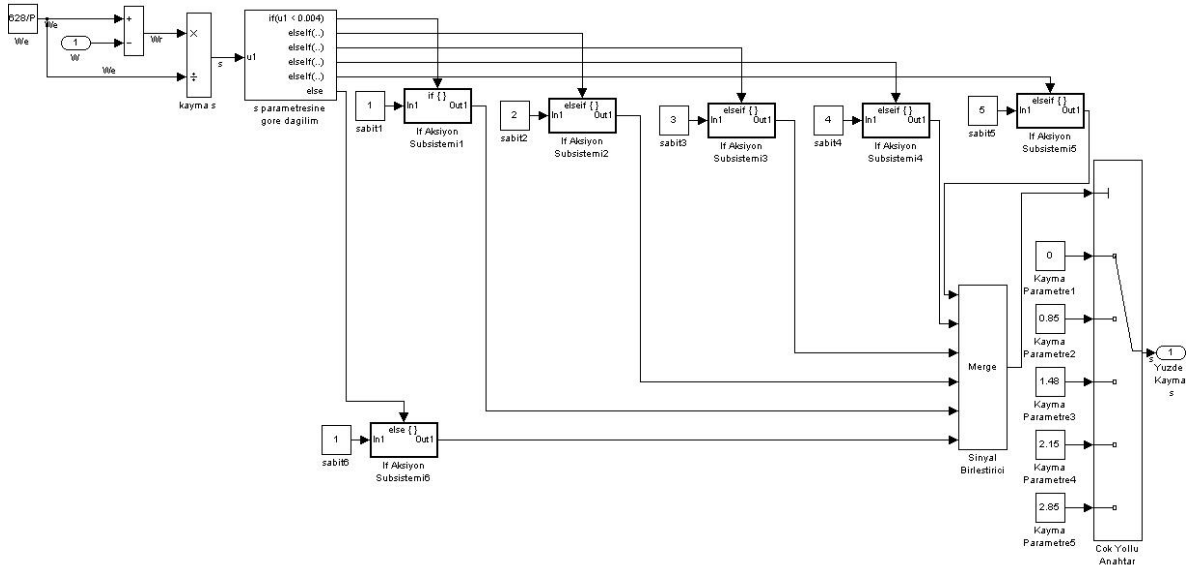 628/P
We
We
1
W
+
−
Wr
We
×
÷
kayma s
s
u1
if(u1 < 0.004)
elseif(..)
elseif(..)
elseif(..)
elseif(..)
else
s parametresine
gore dagilim
1
sabit1
if { }
In1 Out1
If Aksiyon
Subsistemi1
2
sabit2
elseif { }
In1 Out1
If Aksiyon
Subsistemi2
3
sabit3
elseif { }
In1 Out1
If Aksiyon
Subsistemi3
4
sabit4
elseif { }
In1 Out1
If Aksiyon
Subsistemi4
5
sabit5
elseif { }
In1 Out1
If Aksiyon
Subsistemi5
1
sabit6
else { }
In1 Out1
If Aksiyon
Subsistemi6
Merge
Sinyal
Birlestirici
0
Kayma
Parametre1
0.85
Kayma
Parametre2
1.48
Kayma
Parametre3
2.15
Kayma
Parametre4
2.85
Kayma
Parametre5
Cok Yollu
Anahtar
s
1
Yuzde
Kayma
s